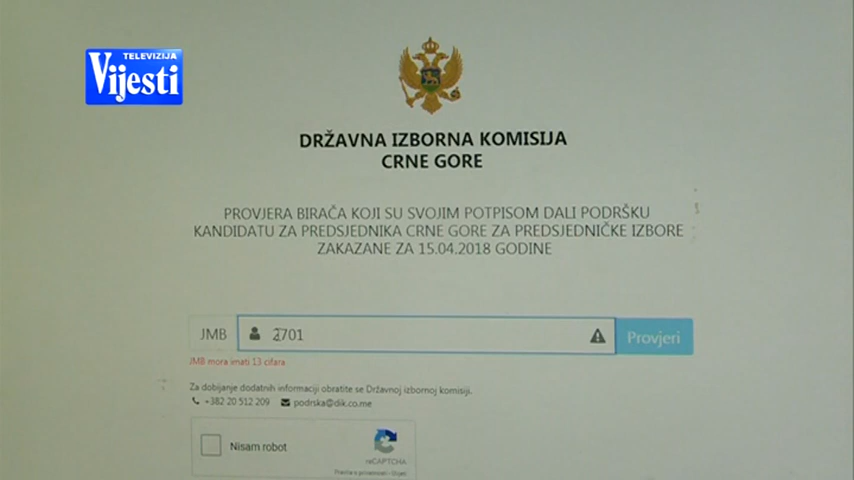 TELEVIZIJA
Vijesti
DRŽAVNA IZBORNA KOMISIJA
CRNE GORE
PROVJERA BIRAČA KOJI SU SVOJIM POTPISOM DALI PODRŠKU
KANDIDATU ZA PREDSJEDNIKA CRNE GORE ZA PREDSJEDNIČKE IZBORE
ZAKAZANE ZA 15.04.2018 GODINE
JMB 2701 Provjeri
JMB mora imati 13 cifara
Za dobijanje dodatnih informaciji obratite se Državnoj izbornoj komisiji.
+382 20 512 209 podrska@dik.co.me
Nisam robot
reCAPTCHA